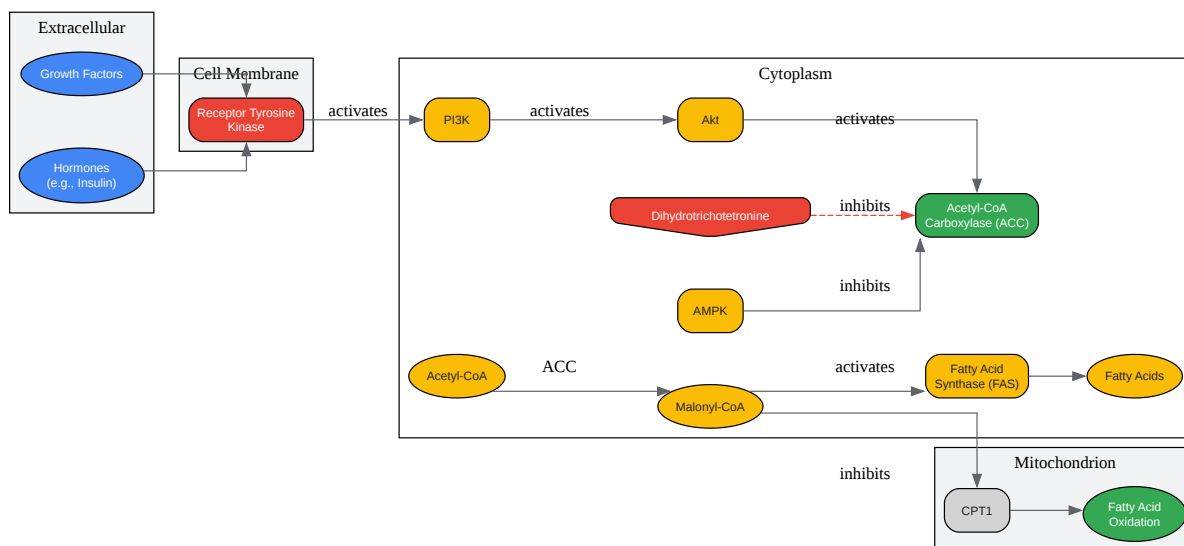 Extracellular
Growth Factors
Hormones
(e.g., Insulin)
Cell Membrane
Receptor Tyrosine
Kinase
activates
Cytoplasm
PI3K
activates
Akt
activates
Dihydrotrichotetronine
inhibits
Acetyl-CoA
Carboxylase (ACC)
AMPK
inhibits
Acetyl-CoA
ACC
Malonyl-CoA
activates
Fatty Acid
Synthase (FAS)
Fatty Acids
inhibits
Mitochondrion
CPT1
Fatty Acid
Oxidation